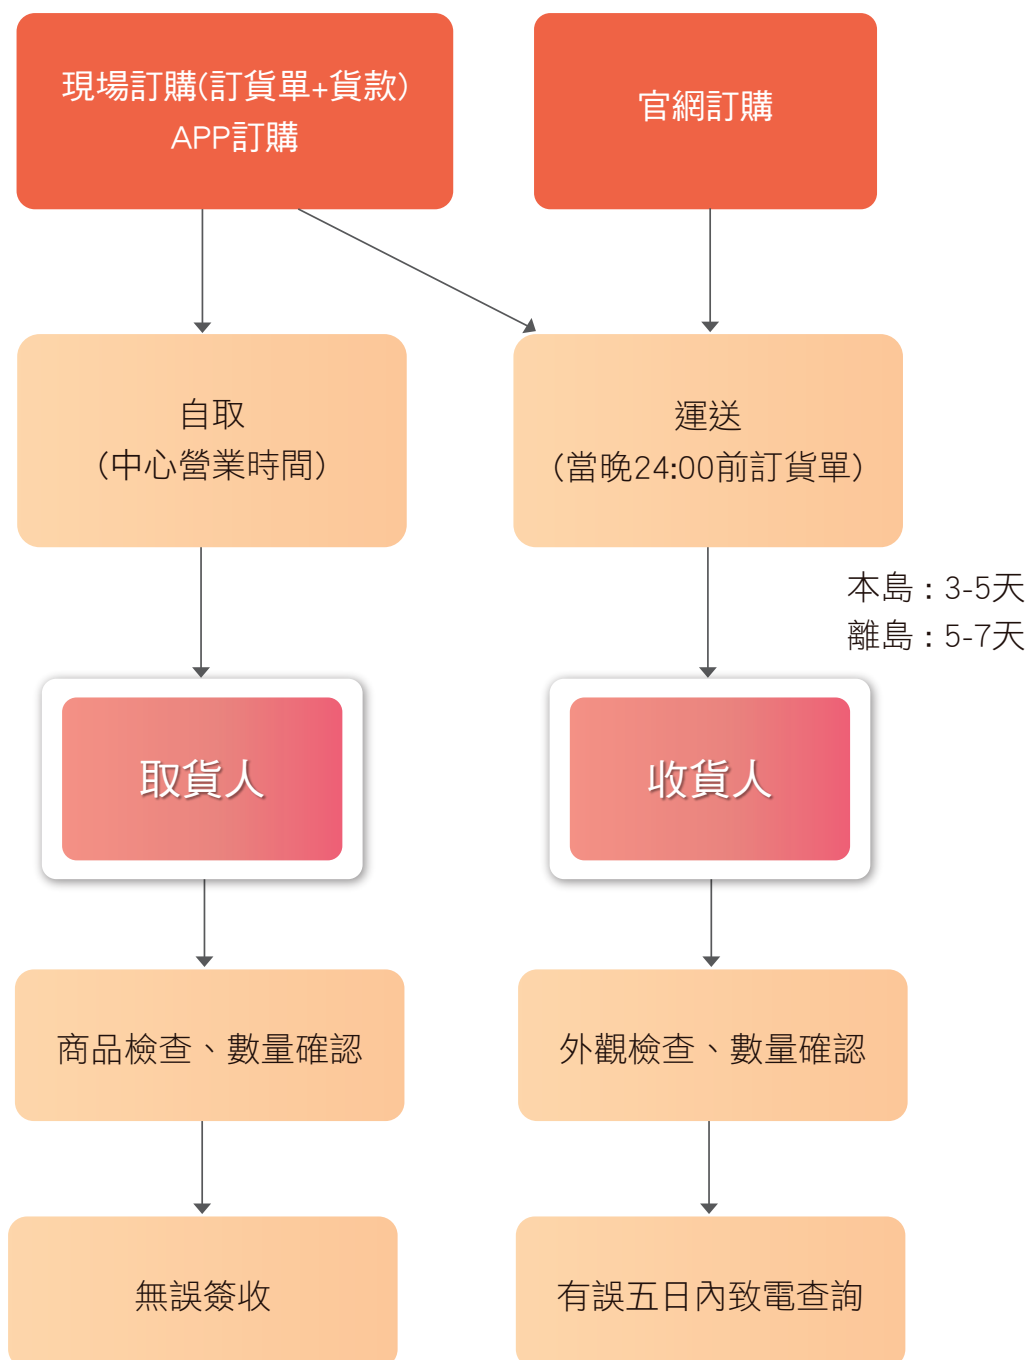 現場訂購(訂貨單+貨款)
APP訂購
官網訂購
自取
(中心營業時間)
運送
(當晚24:00前訂貨單)
本島：3-5天
離島：5-7天
取貨人
收貨人
商品檢查、數量確認
外觀檢查、數量確認
無誤簽收
有誤五日內致電查詢